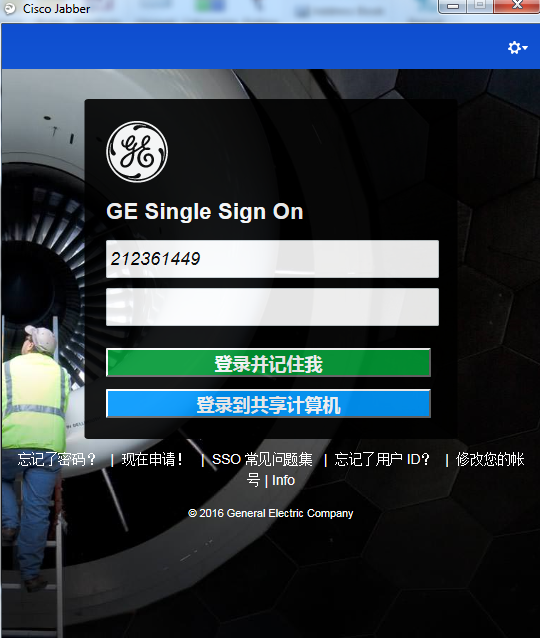 Cisco Jabber
GE
GE Single Sign On
212361449
登录并记住我
登录到共享计算机
忘记了密码? | 现在申请! | SSO 常见问题集 | 忘记了用户 ID? | 修改您的帐
号 | Info
© 2016 General Electric Company